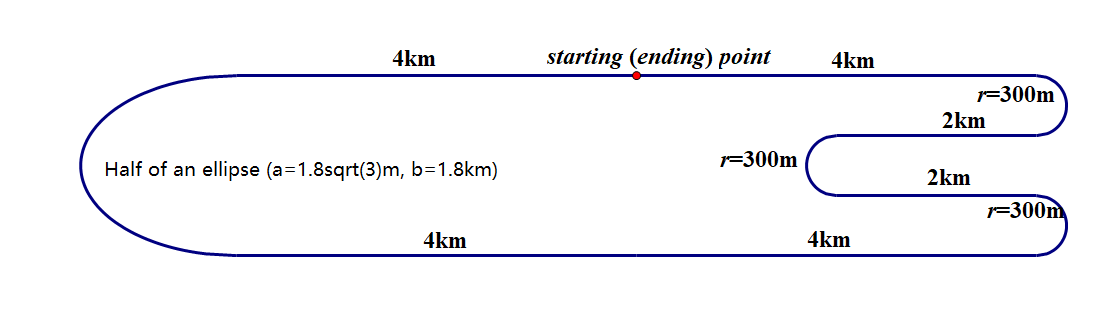 4km
starting (ending) point
4km
r=300m
2km
r=300m
Half of an ellipse (a=1.8sqrt(3)m, b=1.8km)
2km
r=300m
4km
4km